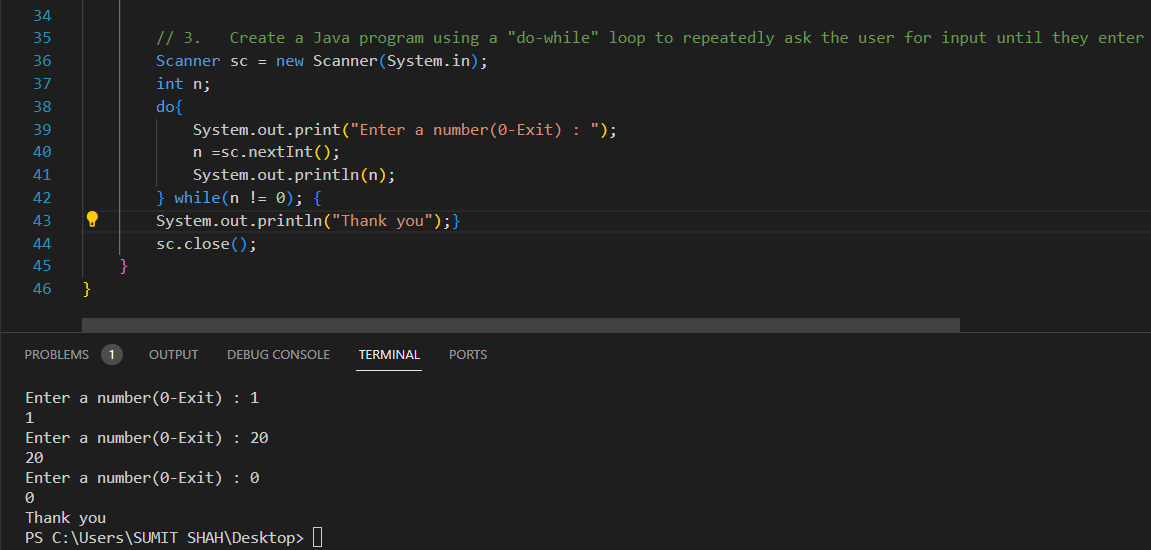 34
35 // 3.   Create a Java program using a "do-while" loop to repeatedly ask the user for input until they enter
36 Scanner sc = new Scanner(System.in);
37 int n;
38 do{
39 System.out.print("Enter a number(0-Exit) : ");
40 n =sc.nextInt();
41 System.out.println(n);
42 } while(n != 0); {
43 System.out.println("Thank you");}
44 sc.close();
45 }
46 }
PROBLEMS 1 OUTPUT DEBUG CONSOLE TERMINAL PORTS
Enter a number(0-Exit) : 1
1
Enter a number(0-Exit) : 20
20
Enter a number(0-Exit) : 0
0
Thank you
PS C:\Users\SUMIT SHAH\Desktop>